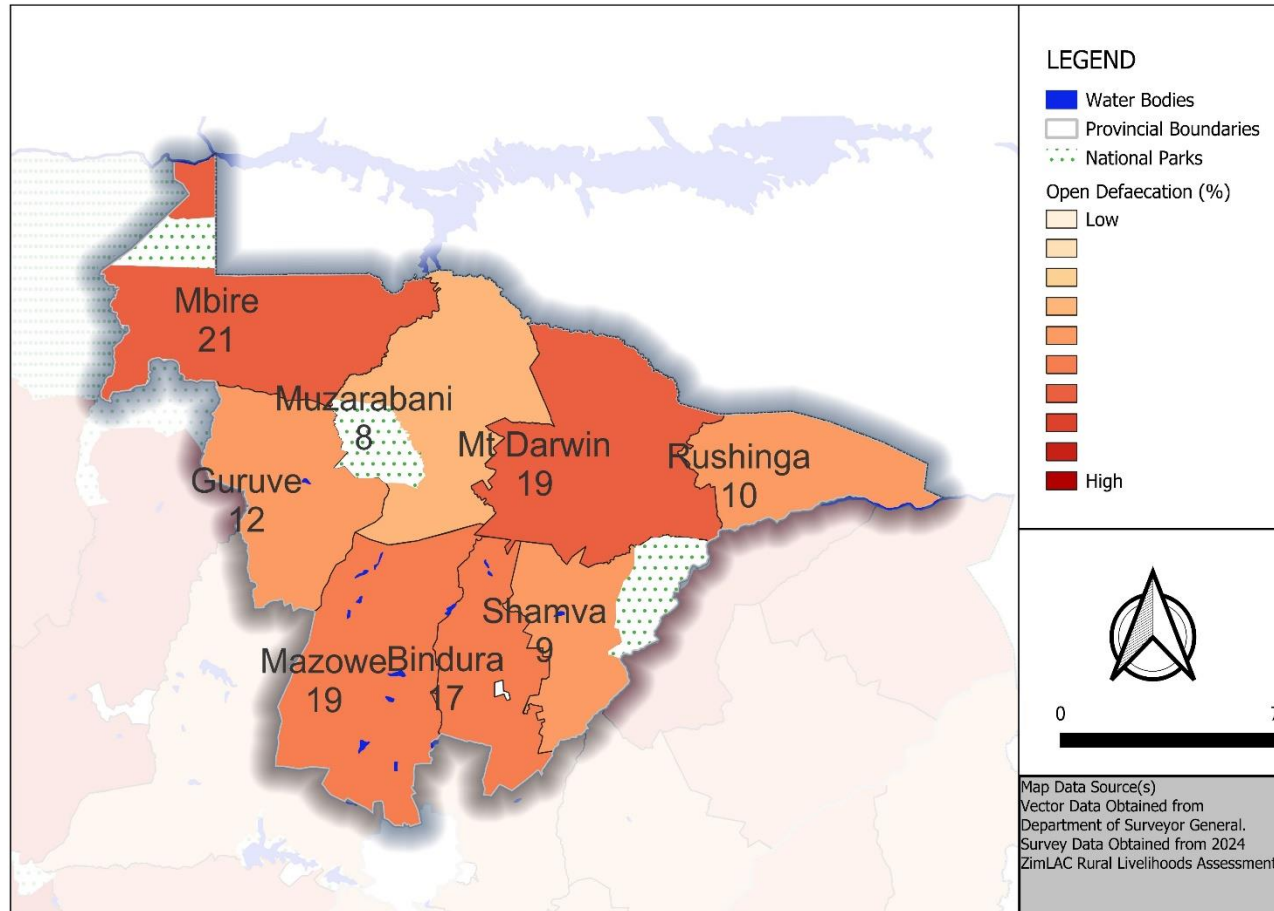 Mbire
21
Muzarabani
8
Guruve
12
Mt Darwin
19
Rushinga
10
Shamva
9
Mazowe
19
Bindura
17
LEGEND
Water Bodies
Provincial Boundaries
National Parks
Open Defaecation (%)
Low
High
0
Map Data Source(s)
Vector Data Obtained from
Department of Surveyor General.
Survey Data Obtained from 2024
ZimLAC Rural Livelihoods Assessment